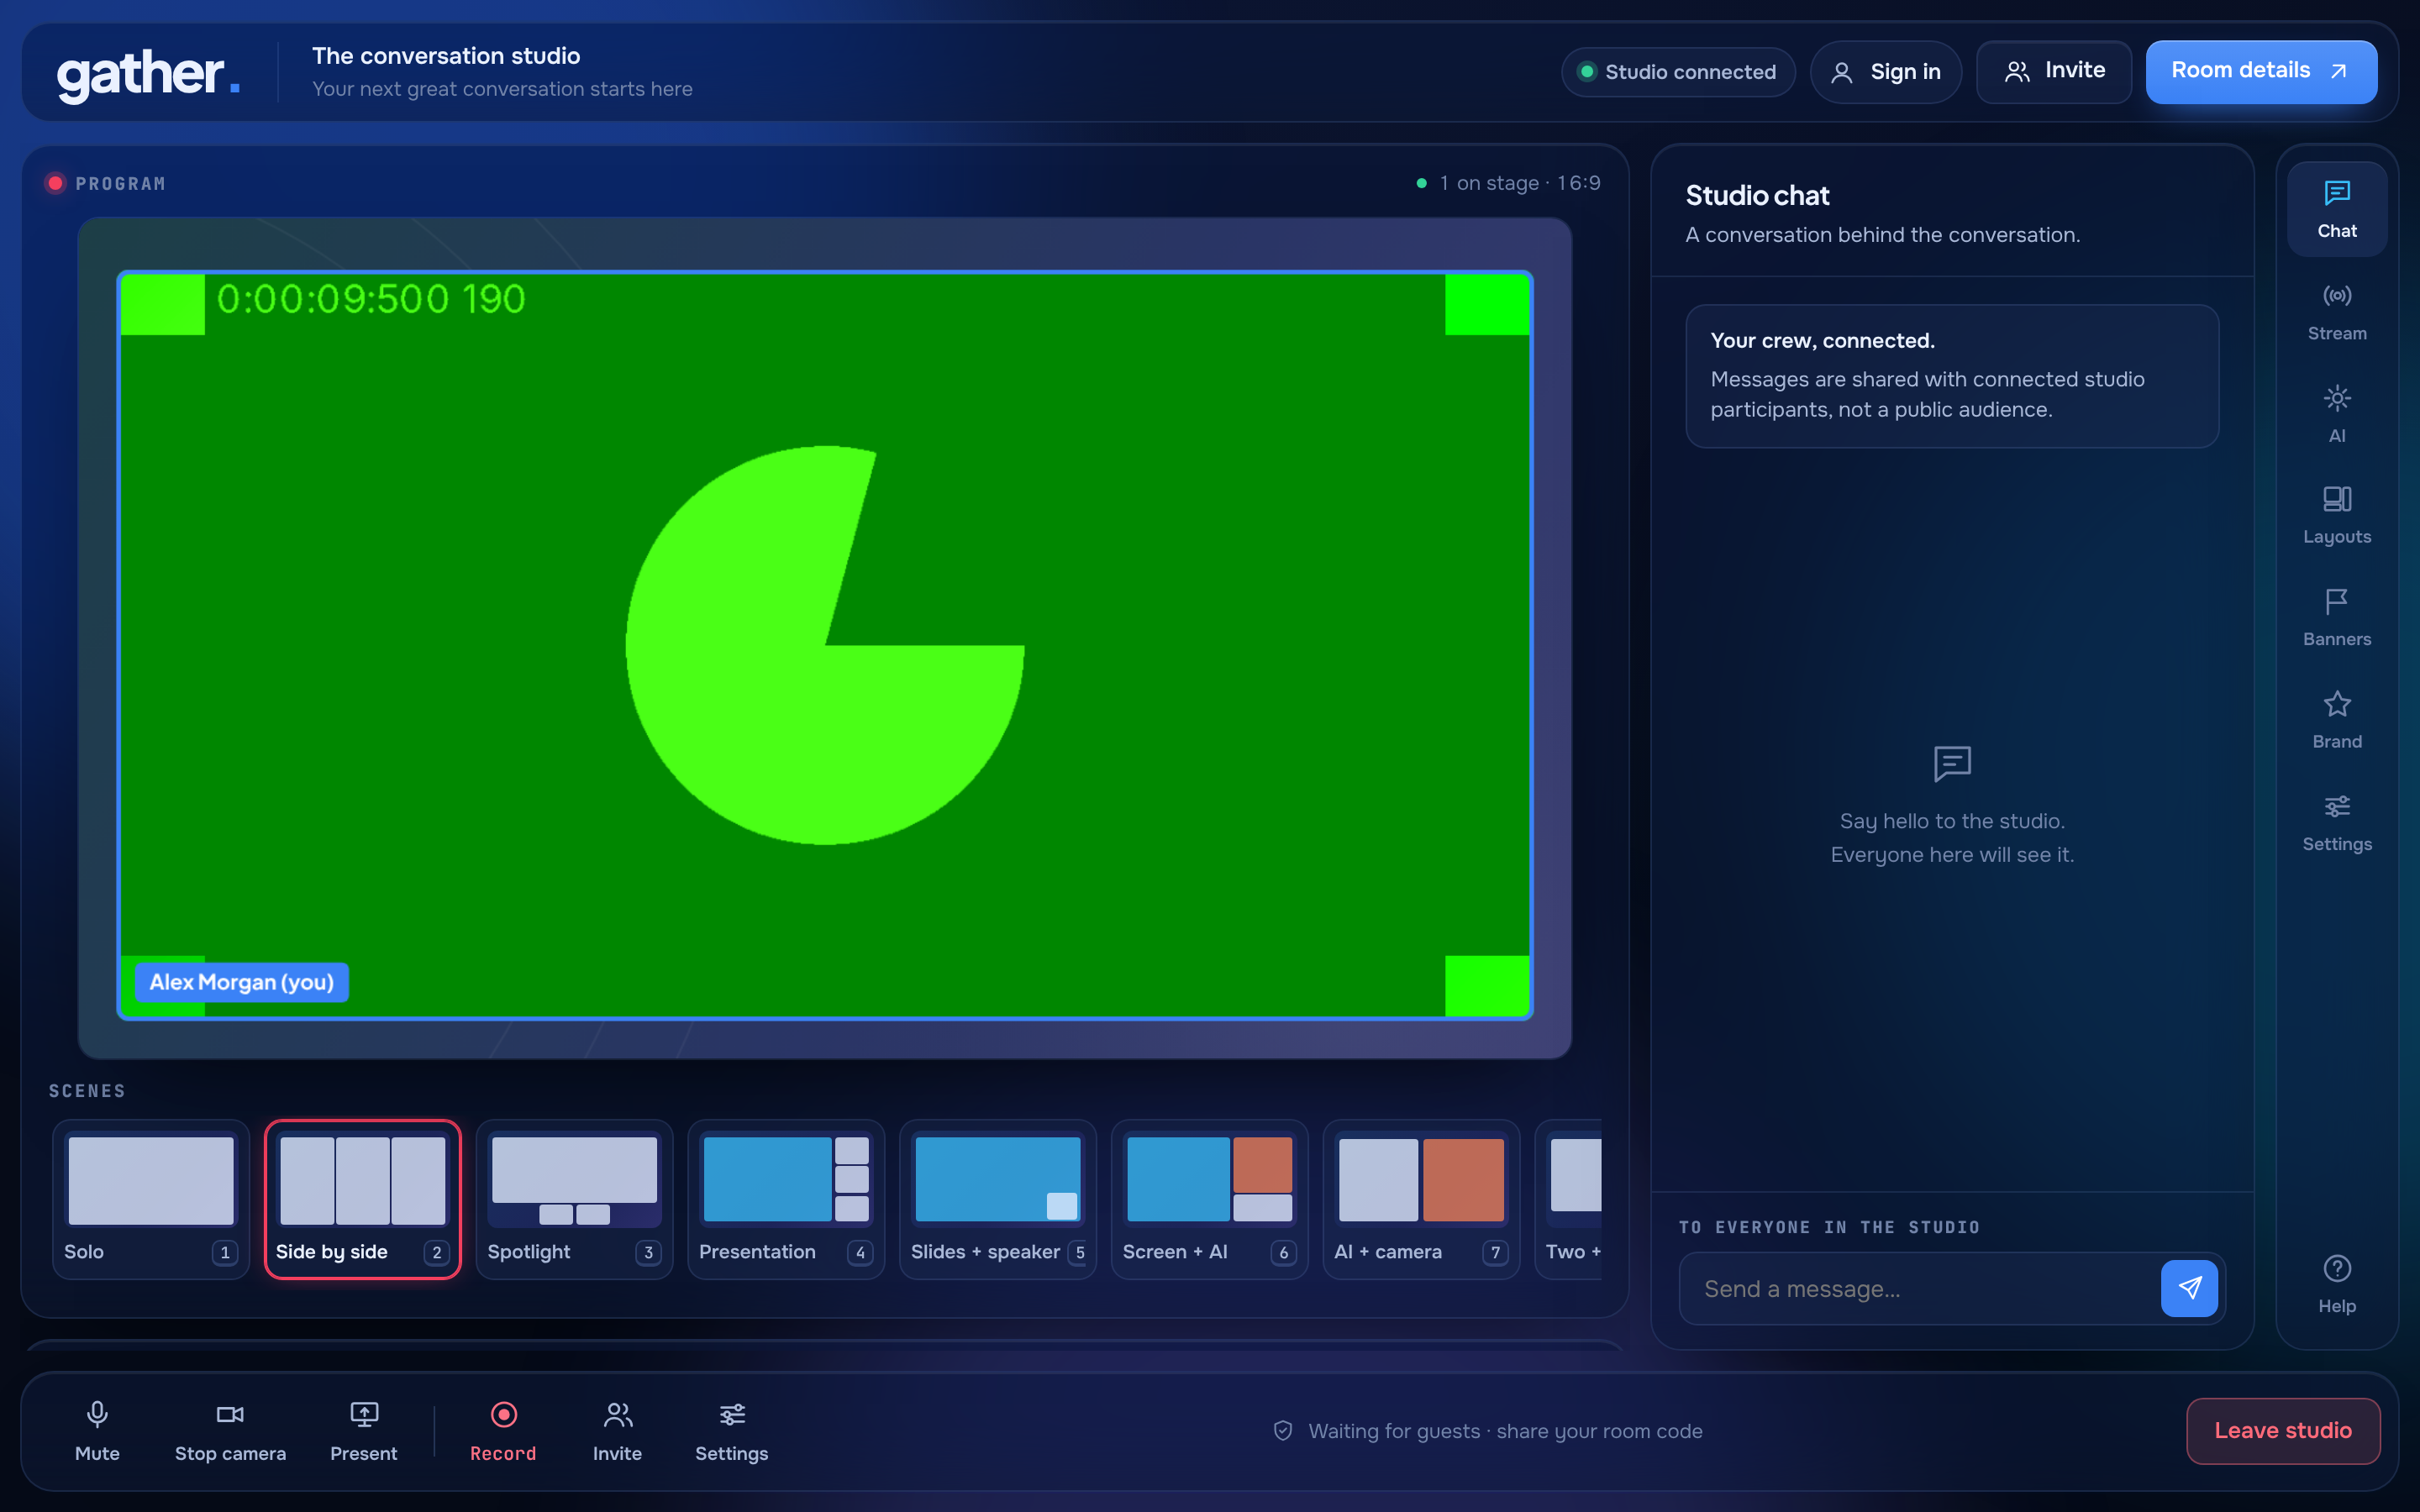 gather.
The conversation studio
Your next great conversation starts here
Studio connected
Sign in
Invite
Room details
PROGRAM
1 on stage · 16:9
0:00:09:500 190
Alex Morgan (you)
SCENES
Solo 1
Side by side 2
Spotlight 3
Presentation 4
Slides + speaker 5
Screen + AI 6
AI + camera 7
Two +
Studio chat
A conversation behind the conversation.
Your crew, connected.
Messages are shared with connected studio
participants, not a public audience.
Say hello to the studio.
Everyone here will see it.
TO EVERYONE IN THE STUDIO
Send a message...
Chat
Stream
AI
Layouts
Banners
Brand
Settings
Help
Mute
Stop camera
Present
Record
Invite
Settings
Waiting for guests · share your room code
Leave studio